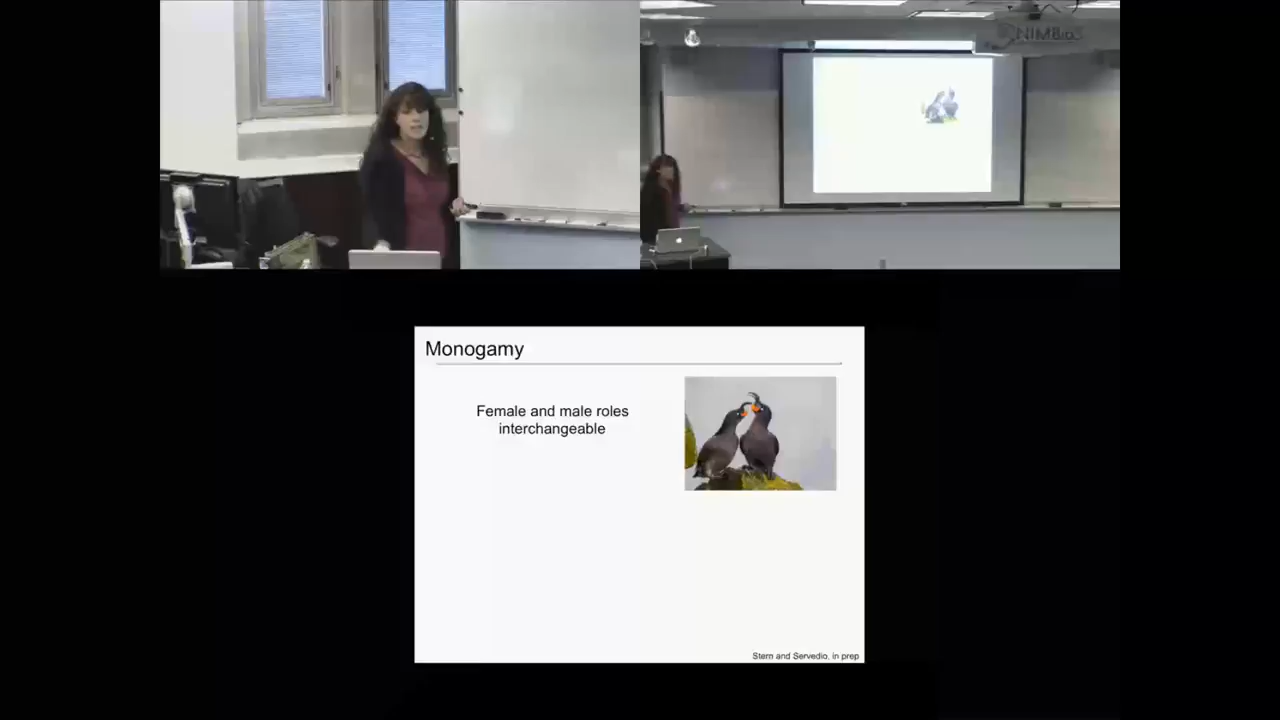 NIMBioS
Monogamy
Female and male roles
interchangeable
Stern and Servedio, in prep